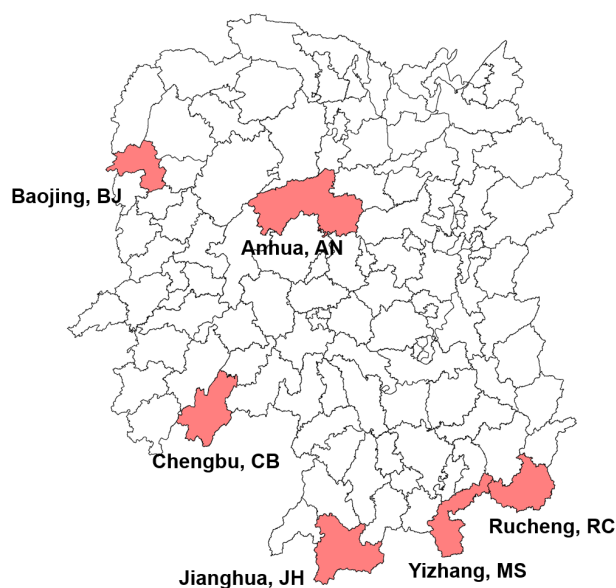 Baojing, BJ
Anhua, AN
Chengbu, CB
Rucheng, RC
Yizhang, MS
Jianghua, JH